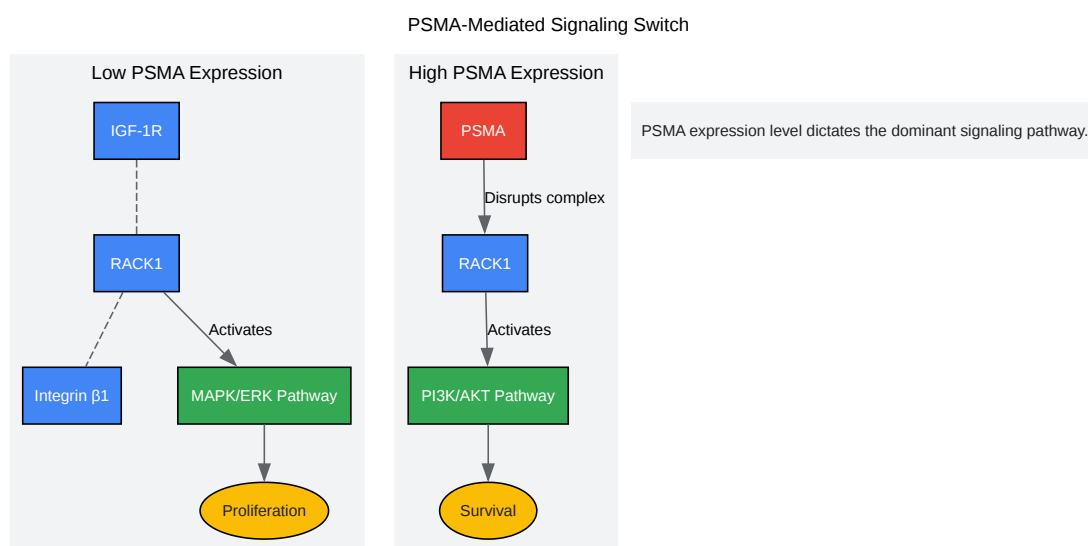 PSMA-Mediated Signaling Switch
Low PSMA Expression
IGF-1R
RACK1
Activates
Integrin β1
MAPK/ERK Pathway
Proliferation
High PSMA Expression
PSMA
Disrupts complex
RACK1
Activates
PI3K/AKT Pathway
Survival
PSMA expression level dictates the dominant signaling pathway.